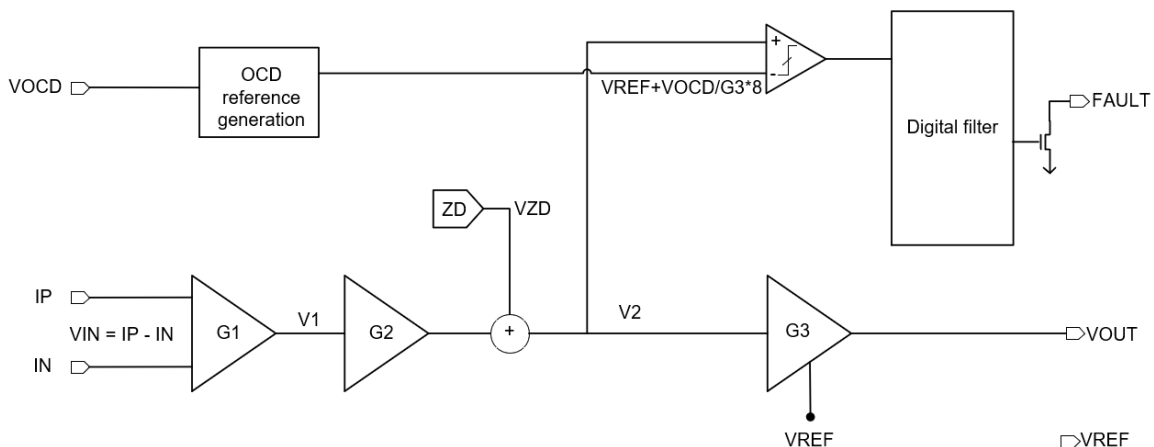 VOCD
OCD
reference
generation
+
-
VREF+VOCD/G3*8
Digital filter
FAULT
ZD
VZD
IP
VIN = IP - IN
IN
G1
V1
G2
+
V2
G3
VOUT
VREF
VREF